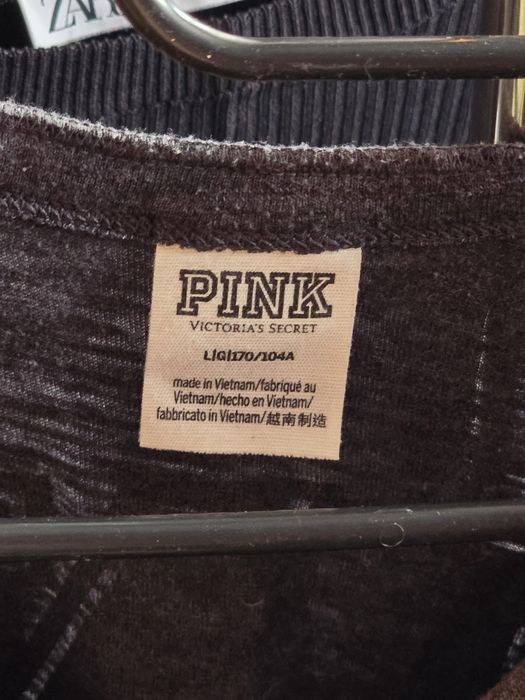 PINK
VICTORIA'S SECRET
L|G|170/104A
made in Vietnam/fabriqué au
Vietnam/hecho en Vietnam/
fabbricato in Vietnam/越南制造